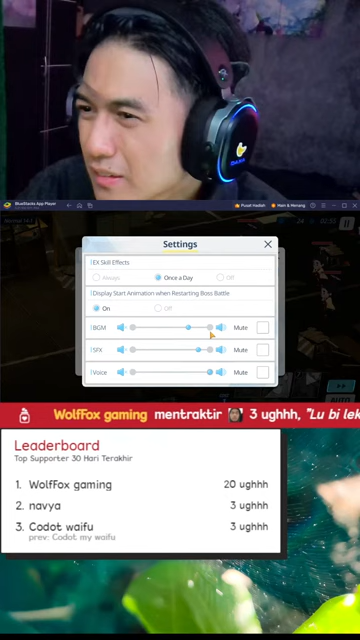 BlueStacks App Player
Pusat Hadiah
Main & Menang
Settings
EX Skill Effects
Always
Once a Day
Off
Display Start Animation when Restarting Boss Battle
On
Off
BGM
Mute
SFX
Mute
Voice
Mute
AUTO
WolfFox gaming mentraktir 3 ughhh, "Lu bi lek
Leaderboard
Top Supporter 30 Hari Terakhir
1. WolfFox gaming 20 ughhh
2. navya 3 ughhh
3. Codot waifu 3 ughhh
prev: Codot my waifu